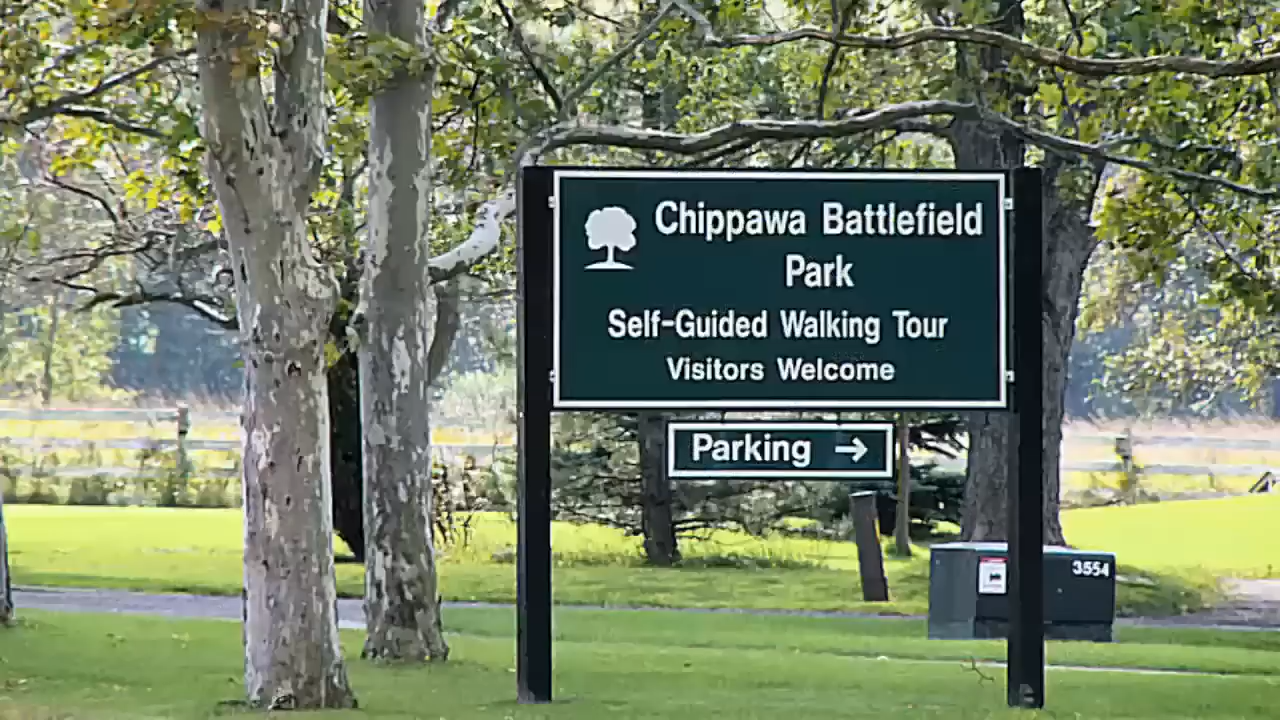 Chippawa Battlefield
Park
Self-Guided Walking Tour
Visitors Welcome
Parking →
3554